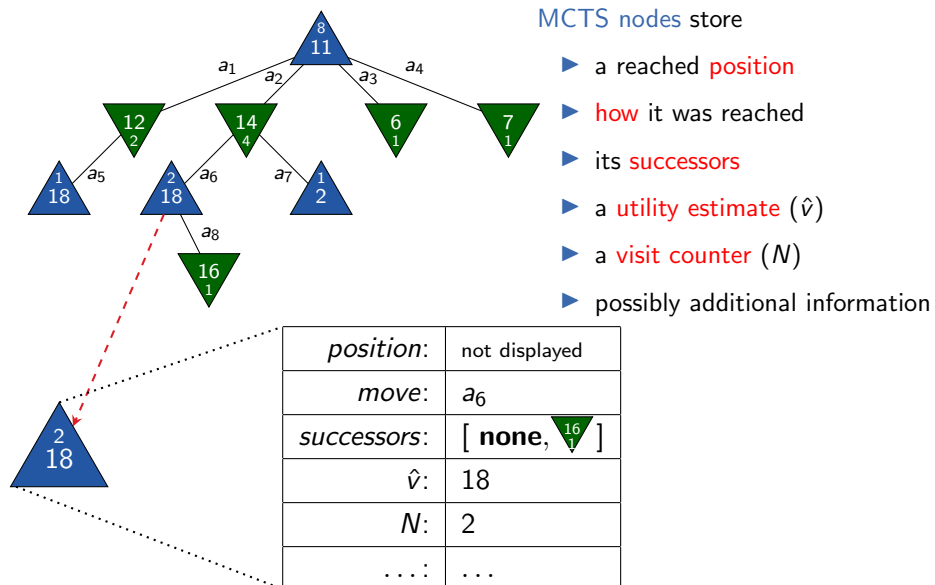 MCTS nodes store
▶ a reached position
▶ how it was reached
▶ its successors
▶ a utility estimate (v̂)
▶ a visit counter (N)
▶ possibly additional information
8
11
a₁ a₂ a₃ a₄
12
2
14
4
6
1
7
1
a₅ a₆ a₇
1
18
2
18
1
2
a₈
16
1
2
18
position: not displayed
move: a₆
successors: [ none, 16 1 ]
v̂: 18
N: 2
...: ...